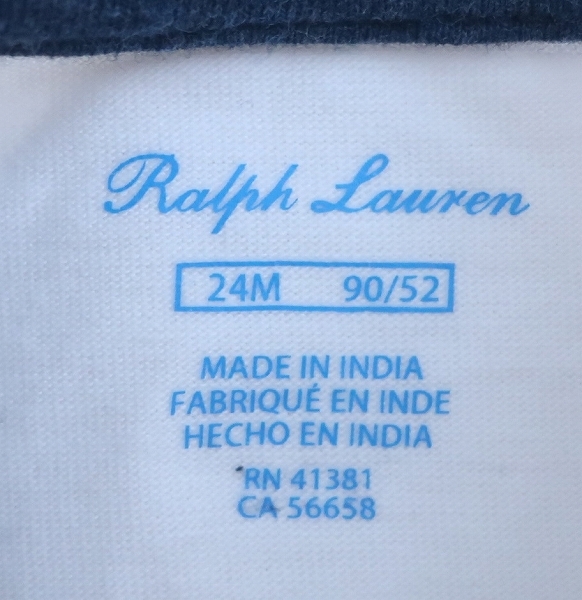 Ralph Lauren
24M 90/52
MADE IN INDIA
FABRIQUÉ EN INDE
HECHO EN INDIA
RN 41381
CA 56658